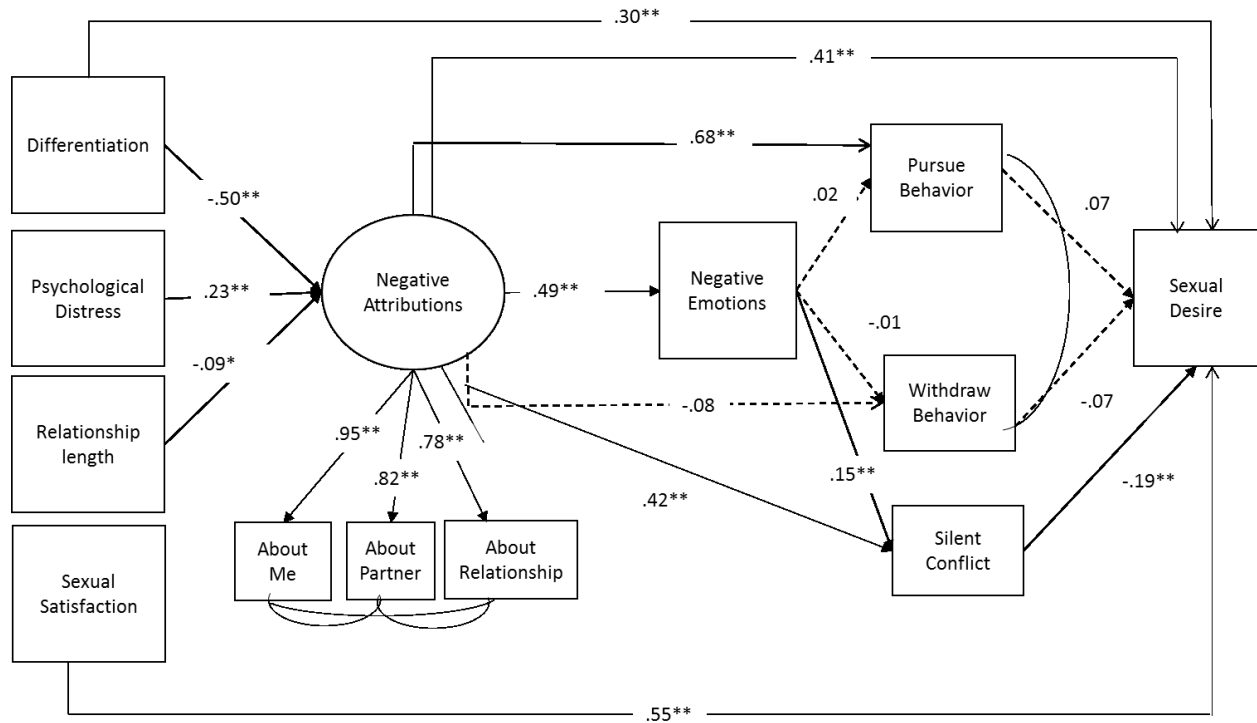 .30**
.41**
Differentiation
.68**
Pursue
Behavior
-.50**
.02
.07
Psychological
Distress
.23**
Negative
Attributions
.49**
Negative
Emotions
Sexual
Desire
-.01
-.09*
Relationship
length
-.08
Withdraw
Behavior
-.07
.95**
.78**
.82**
.15**
-.19**
.42**
About
Me
About
Partner
About
Relationship
Silent
Conflict
Sexual
Satisfaction
.55**